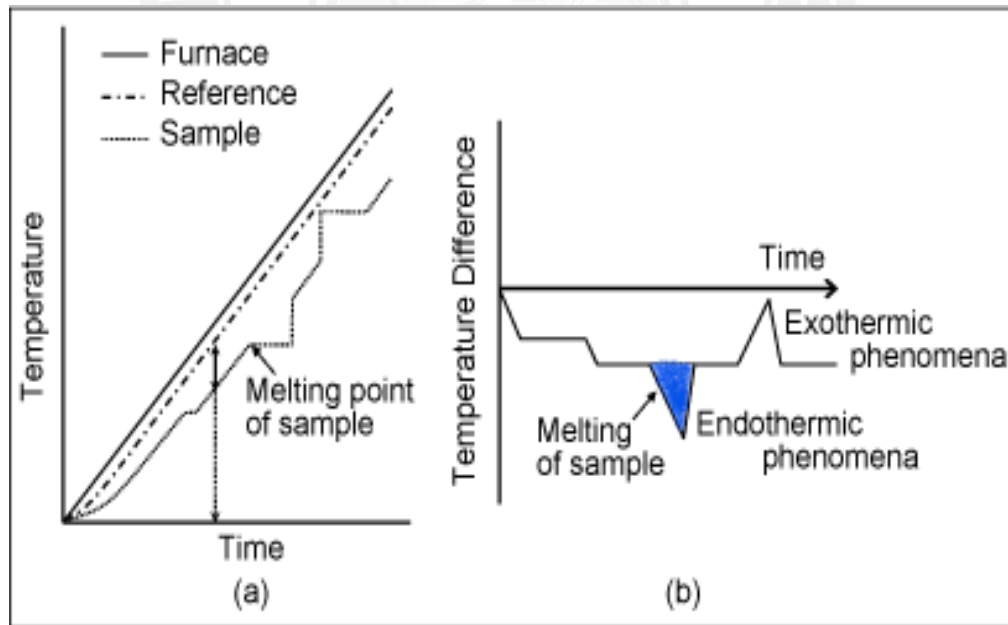 Furnace
Reference
Sample
Temperature
Melting point
of sample
Time
(a)
Temperature Difference
Time
Exothermic
phenomena
Melting
of sample
Endothermic
phenomena
(b)